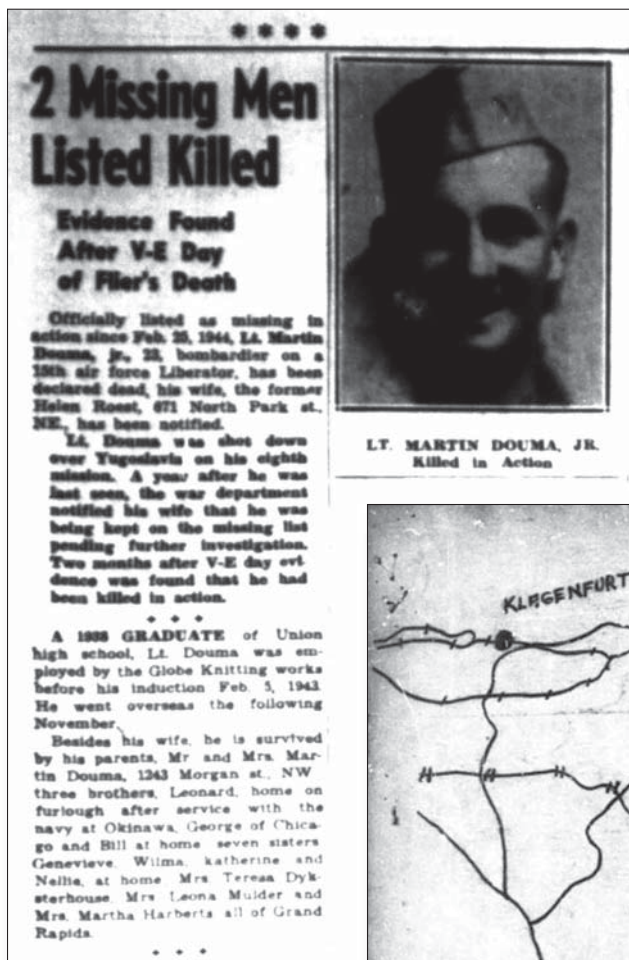 2 Missing Men
Listed Killed
Evidence Found
After V-E Day
of Flier's Death
Officially listed as missing in
action since Feb. 25, 1944, Lt. Martin
Douma, jr., 23, bombardier on a
15th air force Liberator, has been
declared dead, his wife, the former
Helen Roest, 671 North Park st.,
NE., has been notified.
Lt. Douma was shot down
over Yugoslavia on his eighth
mission. A year after he was
last seen, the war department
notified his wife that he was
being kept on the missing list
pending further investigation.
Two months after V-E day evi
dence was found that he had
been killed in action.
A 1938 GRADUATE of Union
high school, Lt. Douma was em-
ployed by the Globe Knitting works
before his induction Feb. 5, 1943.
He went overseas the following
November.
Besides his wife, he is survived
by his parents, Mr and Mrs. Mar-
tin Douma, 1243 Morgan st., NW
three brothers, Leonard, home on
furlough after service with the
navy at Okinawa, George of Chica-
go and Bill at home seven sisters
Genevieve, Wilma, katherine and
Nellie, at home Mrs. Teresa Dyk-
sterhouse, Mrs Leona Mulder and
Mrs. Martha Harberts all of Grand
Rapids.
LT. MARTIN DOUMA, JR.
Killed in Action
KLAGENFURT